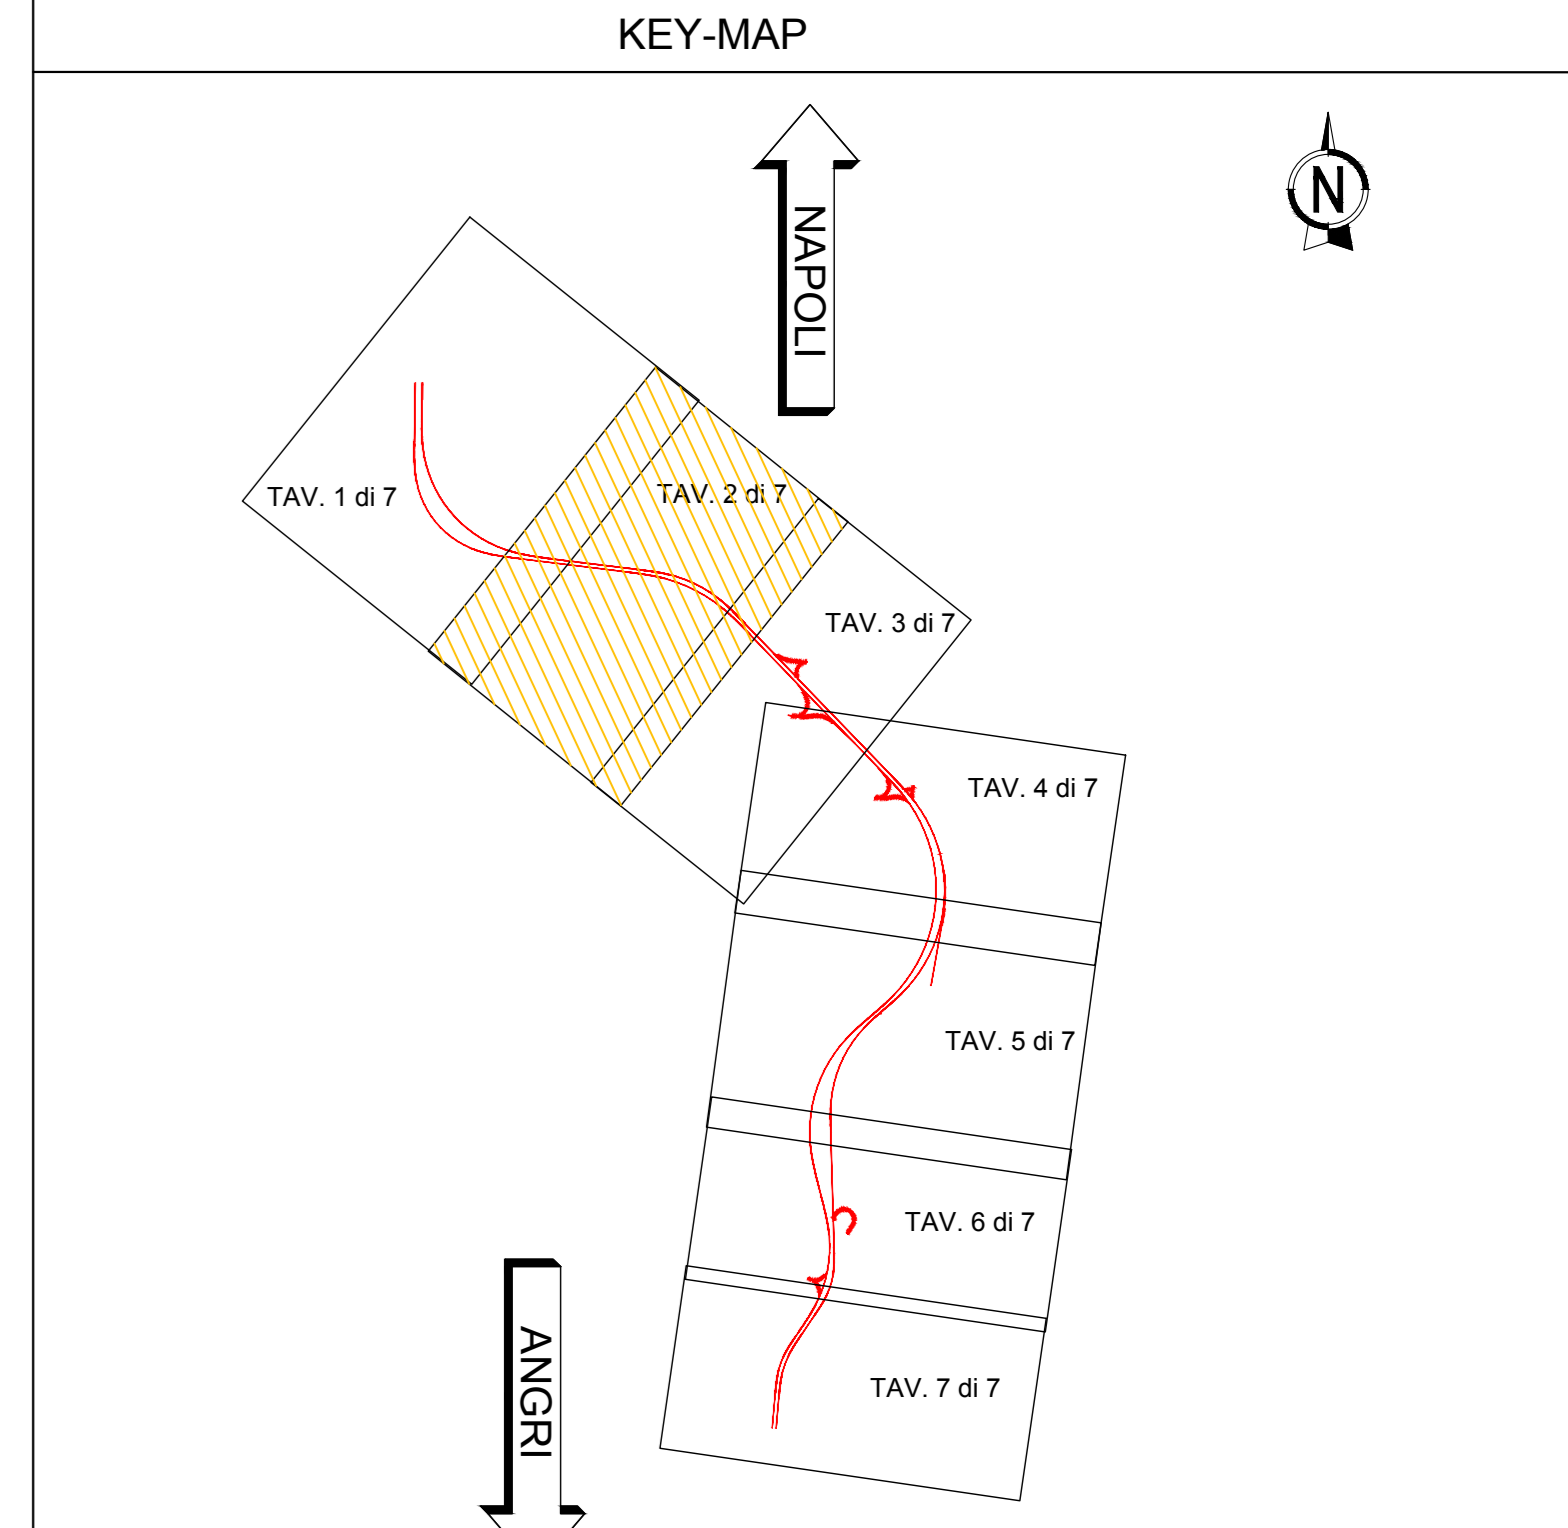 KEY-MAP
N
NAPOLI
TAV. 1 di 7
TAV. 2 di 7
TAV. 3 di 7
TAV. 4 di 7
TAV. 5 di 7
TAV. 6 di 7
TAV. 7 di 7
ANGRI